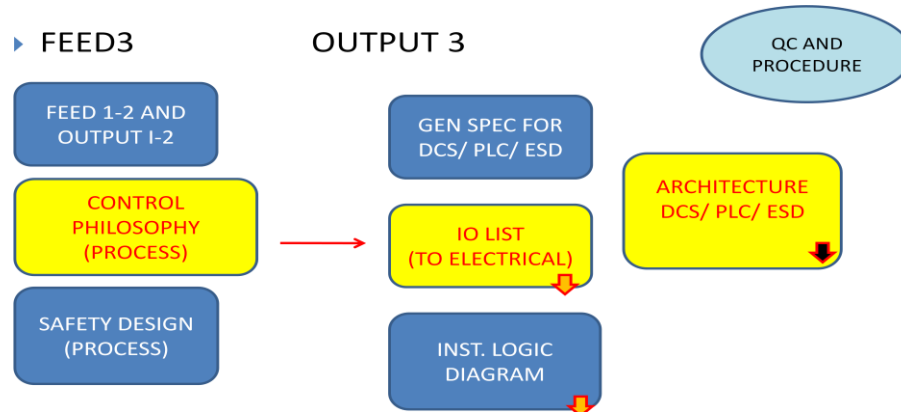 FEED3
OUTPUT 3
QC AND
PROCEDURE
FEED 1-2 AND
OUTPUT I-2
CONTROL
PHILOSOPHY
(PROCESS)
SAFETY DESIGN
(PROCESS)
GEN SPEC FOR
DCS/ PLC/ ESD
IO LIST
(TO ELECTRICAL)
INST. LOGIC
DIAGRAM
ARCHITECTURE
DCS/ PLC/ ESD